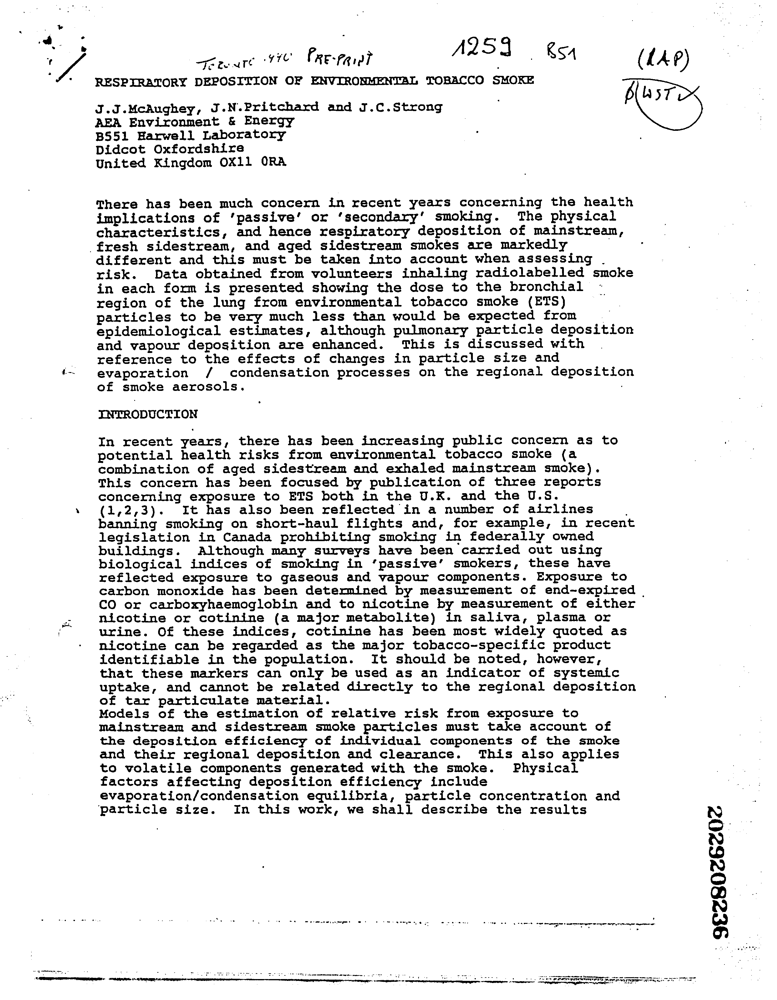 PRE-PRINT 1259 B51 (IAP)
RESPIRATORY DEPOSITION OF ENVIRONMENTAL TOBACCO SMOKE
J.J.McAughey, J.N.Pritchard and J.C.Strong
AEA Environment & Energy
B551 Harwell Laboratory
Didcot Oxfordshire
United Kingdom OX11 0RA
There has been much concern in recent years concerning the health
implications of 'passive' or 'secondary' smoking. The physical
characteristics, and hence respiratory deposition of mainstream,
fresh sidestream, and aged sidestream smokes are markedly
different and this must be taken into account when assessing
risk. Data obtained from volunteers inhaling radiolabelled smoke
in each form is presented showing the dose to the bronchial
region of the lung from environmental tobacco smoke (ETS)
particles to be very much less than would be expected from
epidemiological estimates, although pulmonary particle deposition
and vapour deposition are enhanced. This is discussed with
reference to the effects of changes in particle size and
evaporation / condensation processes on the regional deposition
of smoke aerosols.
INTRODUCTION
In recent years, there has been increasing public concern as to
potential health risks from environmental tobacco smoke (a
combination of aged sidestream and exhaled mainstream smoke).
This concern has been focused by publication of three reports
concerning exposure to ETS both in the U.K. and the U.S.
(1,2,3). It has also been reflected in a number of airlines
banning smoking on short-haul flights and, for example, in recent
legislation in Canada prohibiting smoking in federally owned
buildings. Although many surveys have been carried out using
biological indices of smoking in 'passive' smokers, these have
reflected exposure to gaseous and vapour components. Exposure to
carbon monoxide has been determined by measurement of end-expired
CO or carboxyhaemoglobin and to nicotine by measurement of either
nicotine or cotinine (a major metabolite) in saliva, plasma or
urine. Of these indices, cotinine has been most widely quoted as
nicotine can be regarded as the major tobacco-specific product
identifiable in the population. It should be noted, however,
that these markers can only be used as an indicator of systemic
uptake, and cannot be related directly to the regional deposition
of tar particulate material.
Models of the estimation of relative risk from exposure to
mainstream and sidestream smoke particles must take account of
the deposition efficiency of individual components of the smoke
and their regional deposition and clearance. This also applies
to volatile components generated with the smoke. Physical
factors affecting deposition efficiency include
evaporation/condensation equilibria, particle concentration and
particle size. In this work, we shall describe the results
2029208236